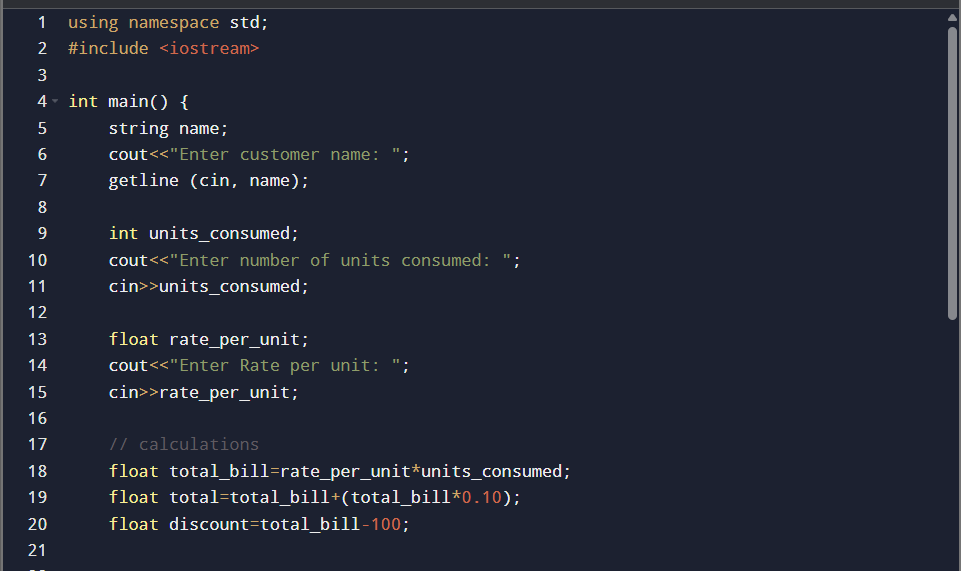 1 using namespace std;
2 #include <iostream>
3
4 int main() {
5     string name;
6     cout<<"Enter customer name: ";
7     getline (cin, name);
8
9     int units_consumed;
10     cout<<"Enter number of units consumed: ";
11     cin>>units_consumed;
12
13     float rate_per_unit;
14     cout<<"Enter Rate per unit: ";
15     cin>>rate_per_unit;
16
17     // calculations
18     float total_bill=rate_per_unit*units_consumed;
19     float total=total_bill+(total_bill*0.10);
20     float discount=total_bill-100;
21